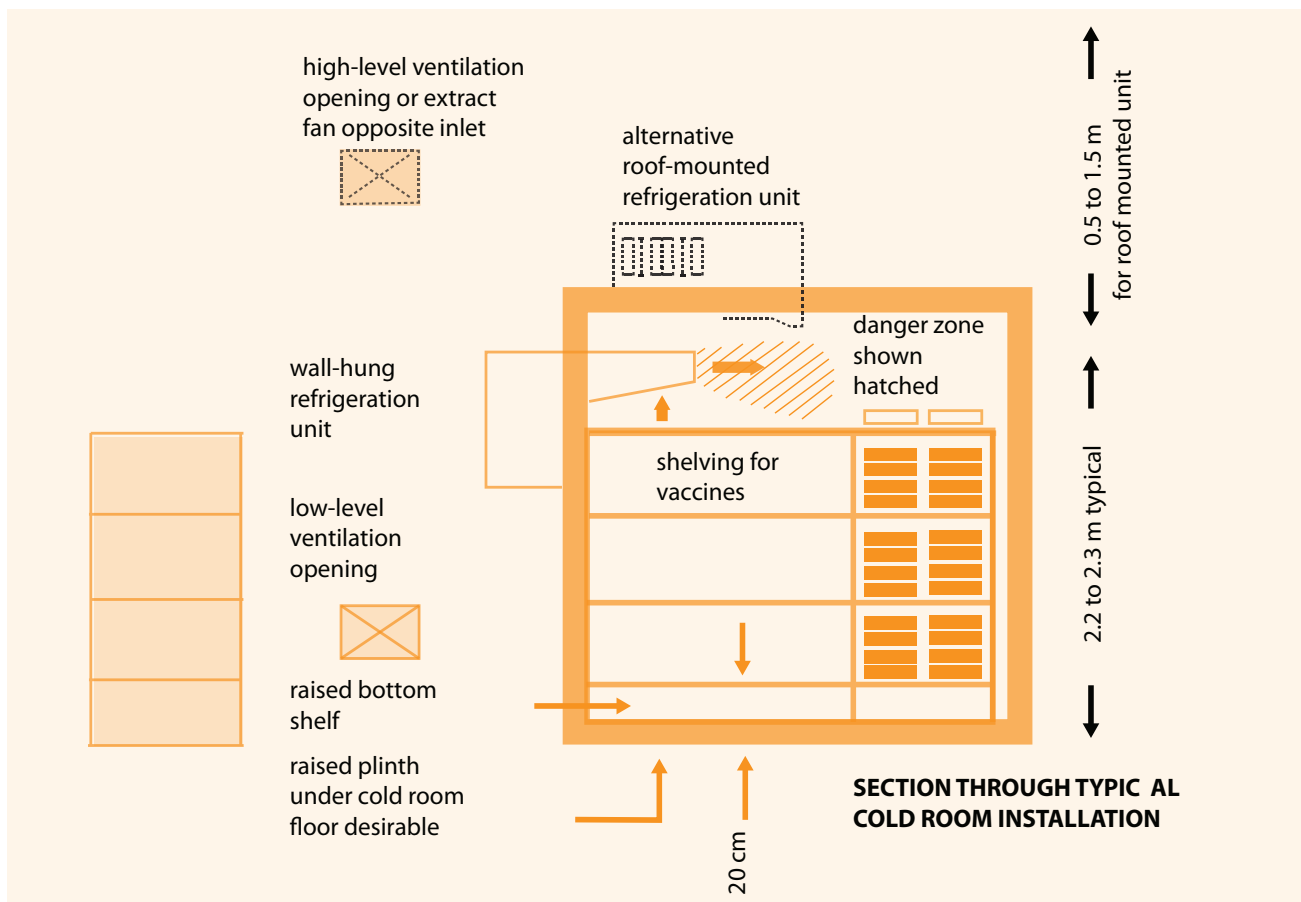 high-level ventilation
opening or extract
fan opposite inlet
alternative
roof-mounted
refrigeration unit
0.5 to 1.5 m
for roof mounted unit
danger zone
shown
hatched
wall-hung
refrigeration
unit
shelving for
vaccines
2.2 to 2.3 m typical
low-level
ventilation
opening
raised bottom
shelf
raised plinth
under cold room
floor desirable
20 cm
SECTION THROUGH TYPIC AL
COLD ROOM INSTALLATION